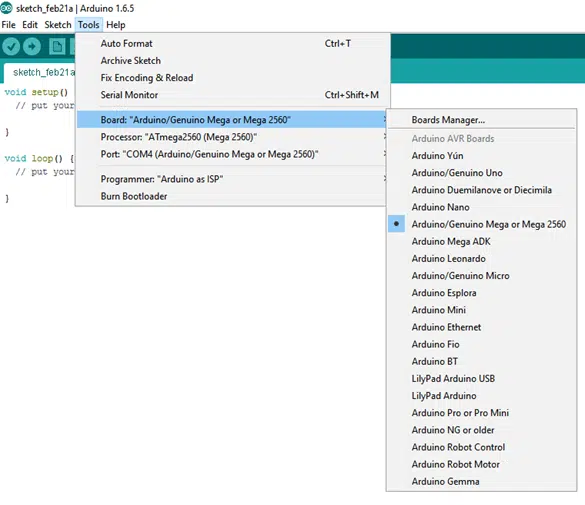 sketch_feb21a | Arduino 1.6.5
File Edit Sketch Tools Help
Auto Format Ctrl+T
Archive Sketch
Fix Encoding & Reload
Serial Monitor Ctrl+Shift+M
Board: "Arduino/Genuino Mega or Mega 2560"
Processor: "ATmega2560 (Mega 2560)"
Port: "COM4 (Arduino/Genuino Mega or Mega 2560)"
Programmer: "Arduino as ISP"
Burn Bootloader
sketch_feb21a
void setup()
// put your
}
void loop() {
// put your
}
Boards Manager...
Arduino AVR Boards
Arduino Yún
Arduino/Genuino Uno
Arduino Duemilanove or Diecimila
Arduino Nano
Arduino/Genuino Mega or Mega 2560
Arduino Mega ADK
Arduino Leonardo
Arduino/Genuino Micro
Arduino Esplora
Arduino Mini
Arduino Ethernet
Arduino Fio
Arduino BT
LilyPad Arduino USB
LilyPad Arduino
Arduino Pro or Pro Mini
Arduino NG or older
Arduino Robot Control
Arduino Robot Motor
Arduino Gemma